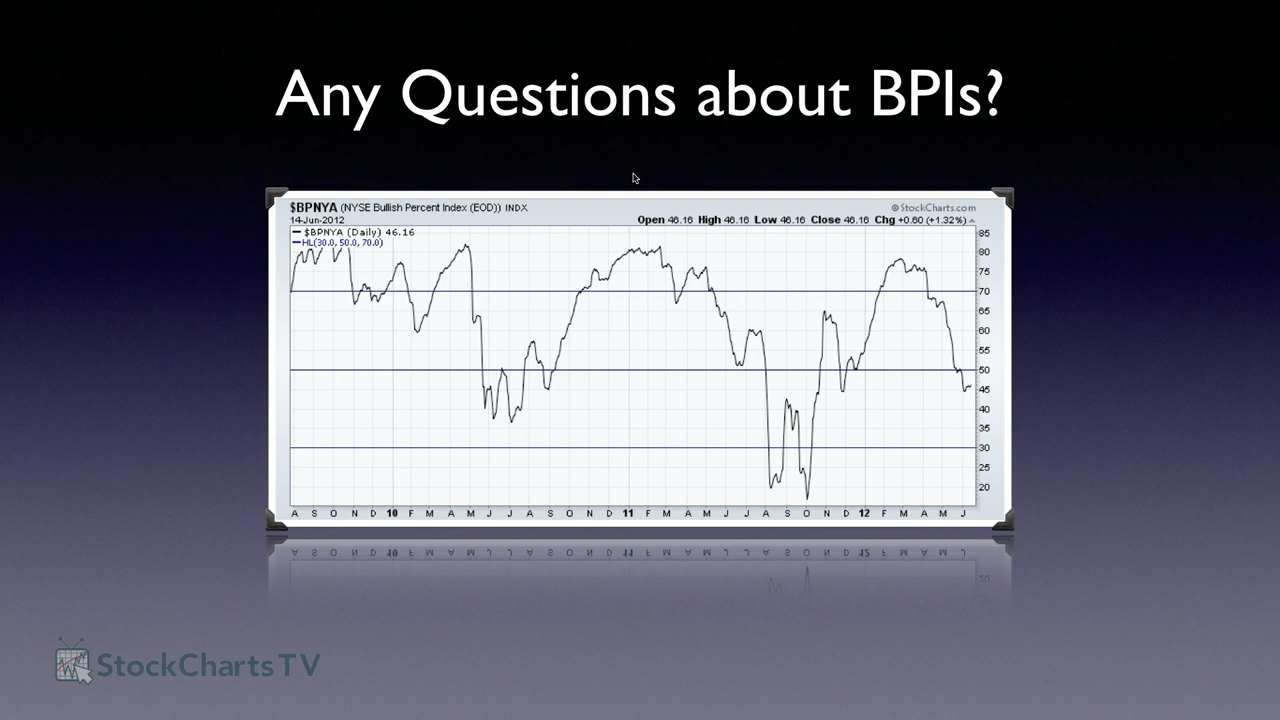 Any Questions about BPIs?
$BPNYA (NYSE Bullish Percent Index (EOD)) INDX
© StockCharts.com
14-Jun-2012
Open 46.16 High 46.16 Low 46.16 Close 46.16 Chg +0.60 (+1.32%)
$BPNYA (Daily) 46.16
HL(30.0, 50.0, 70.0)
85
80
75
70
65
60
55
50
45
40
35
30
25
20
A S O N D 10 F M A M J J A S O N D 11 F M A M J J A S O N D 12 F M A M J
StockCharts TV